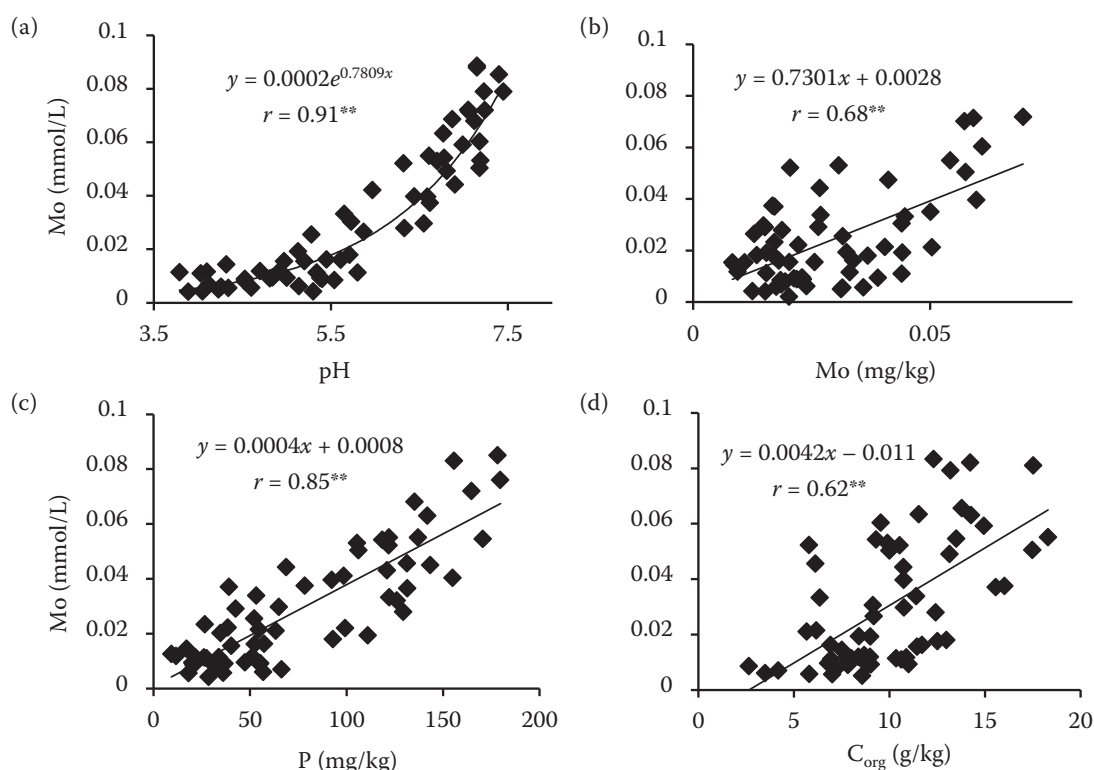 (a)
0.1
0.08
0.06
0.04
0.02
0
Mo (mmol/L)
y = 0.0002e^0.7809x
r = 0.91**
3.5 5.5 7.5
pH
(b)
0.1
0.08
0.06
0.04
0.02
0
y = 0.7301x + 0.0028
r = 0.68**
0 0.05
Mo (mg/kg)
(c)
0.1
0.08
0.06
0.04
0.02
0
Mo (mmol/L)
y = 0.0004x + 0.0008
r = 0.85**
0 50 100 150 200
P (mg/kg)
(d)
0.1
0.08
0.06
0.04
0.02
0
y = 0.0042x – 0.011
r = 0.62**
0 5 10 15 20
C_org (g/kg)